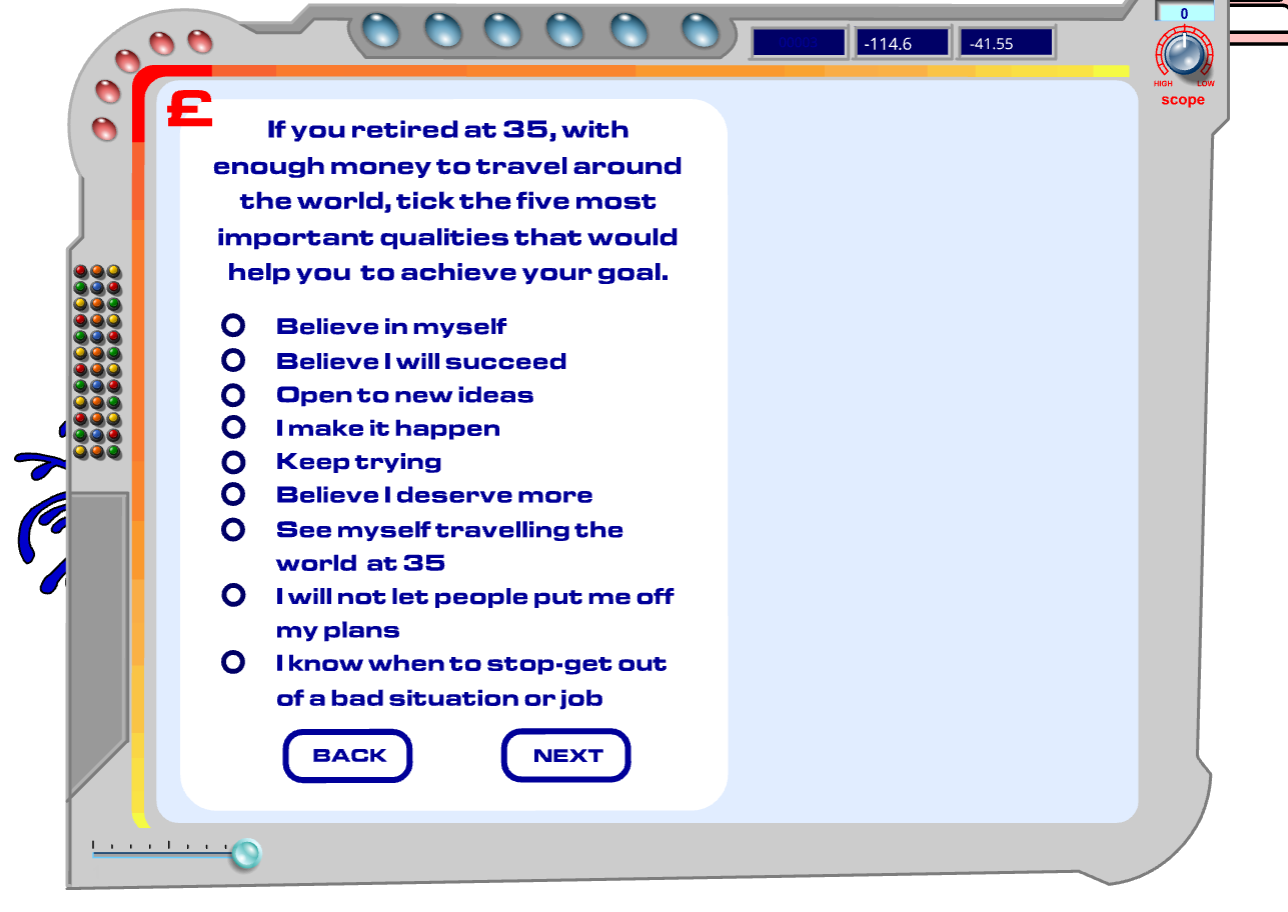 0
-114.6
-41.55
HIGH
LOW
scope
£
If you retired at 35, with
enough money to travel around
the world, tick the five most
important qualities that would
help you to achieve your goal.
Believe in myself
Believe I will succeed
Open to new ideas
I make it happen
Keep trying
Believe I deserve more
See myself travelling the
world at 35
I will not let people put me off
my plans
I know when to stop-get out
of a bad situation or job
BACK
NEXT